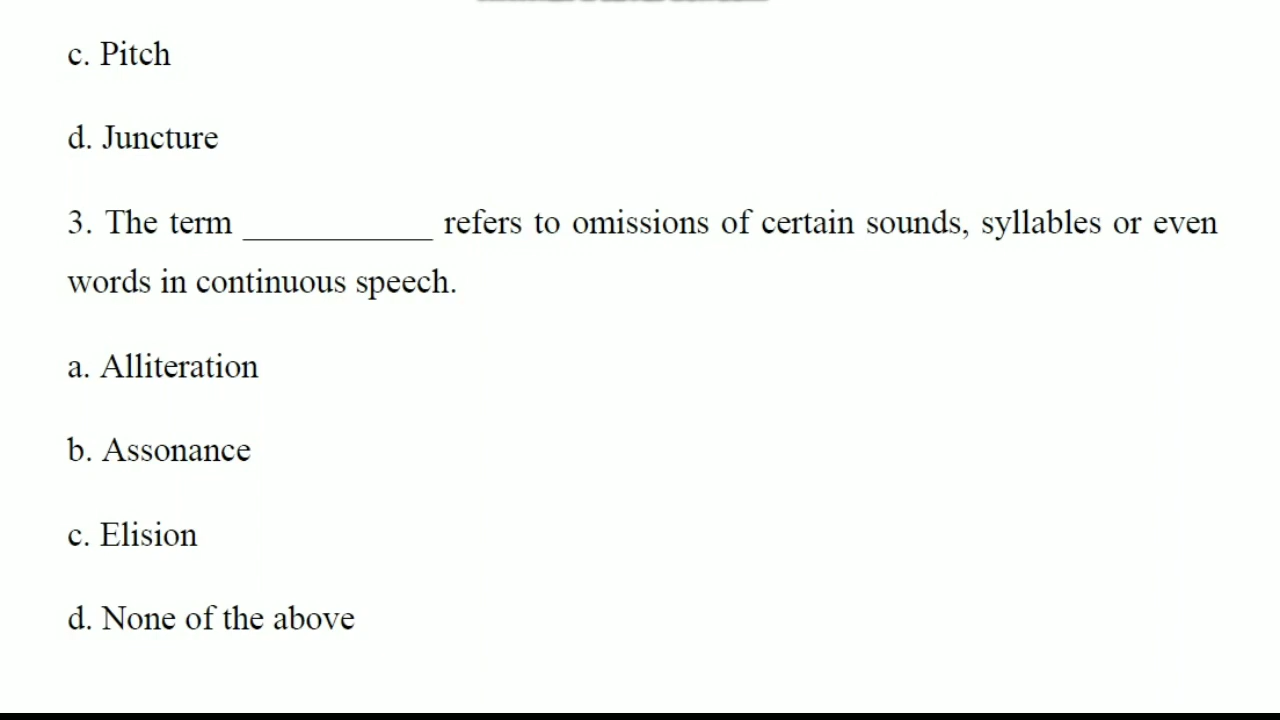 c. Pitch
d. Juncture
3. The term ___________ refers to omissions of certain sounds, syllables or even
words in continuous speech.
a. Alliteration
b. Assonance
c. Elision
d. None of the above